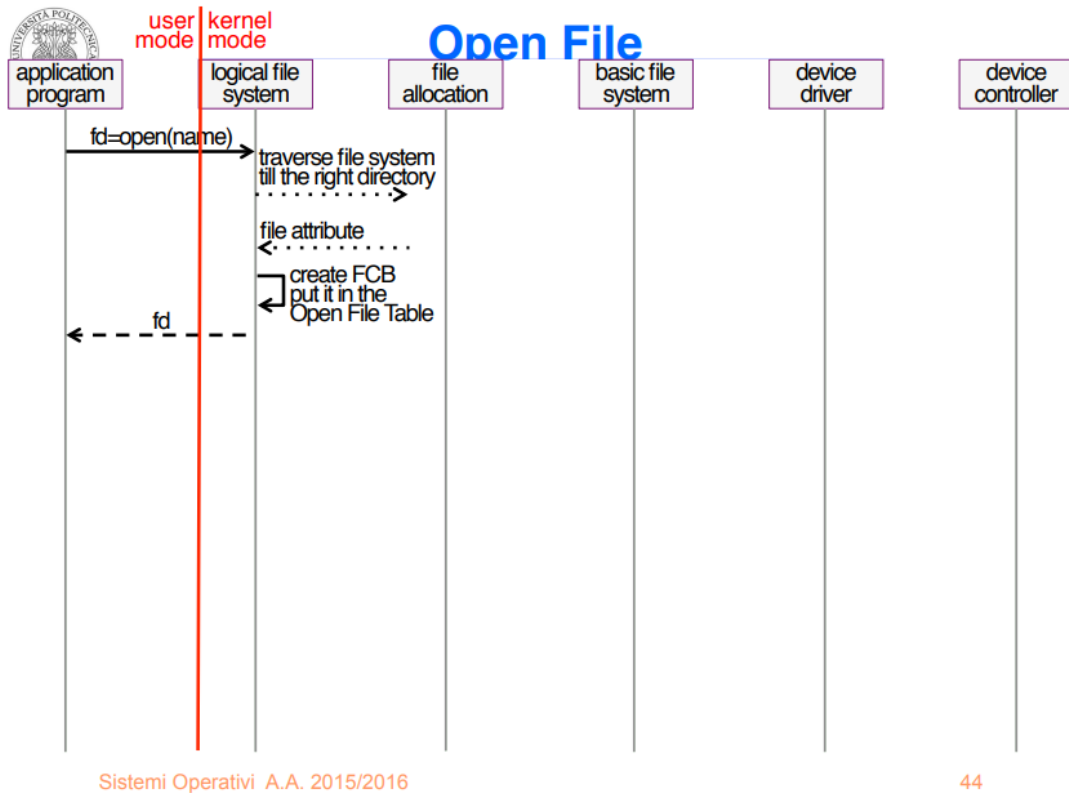 UNIVERSITÀ POLITECNICA
user kernel
mode mode
Open File
application
program
logical file
system
file
allocation
basic file
system
device
driver
device
controller
fd=open(name)
traverse file system
till the right directory
file attribute
create FCB
put it in the
Open File Table
fd
Sistemi Operativi A.A. 2015/2016
44